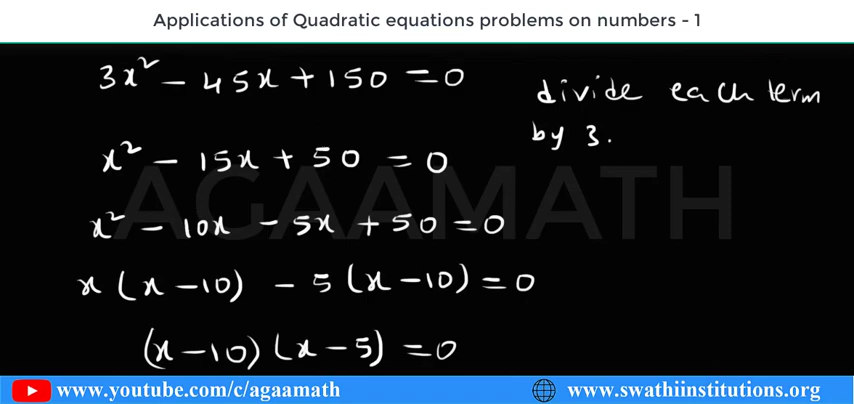 Applications of Quadratic equations problems on numbers - 1
3x² - 45x + 150 = 0
divide each term
by 3.
x² - 15x + 50 = 0
x² - 10x - 5x + 50 = 0
x (x - 10) - 5 (x - 10) = 0
(x - 10) (x - 5) = 0
AGAAMATH
www.youtube.com/c/agaamath
www.swathiinstitutions.org